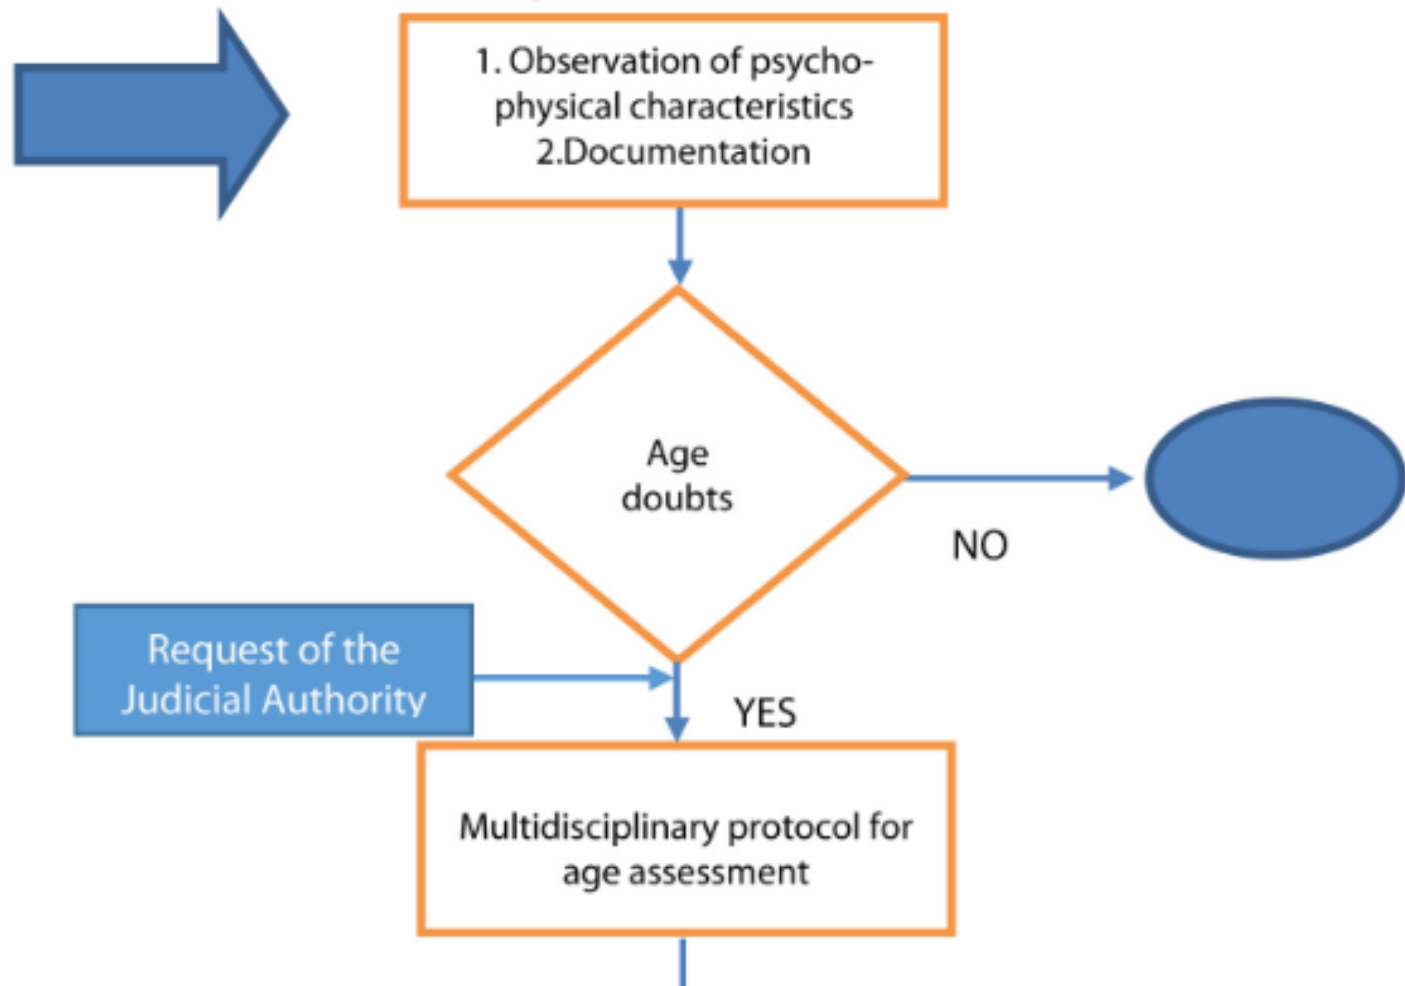 1. Observation of psycho-
physical characteristics
2.Documentation
Age
doubts
NO
Request of the
Judicial Authority
YES
Multidisciplinary protocol for
age assessment